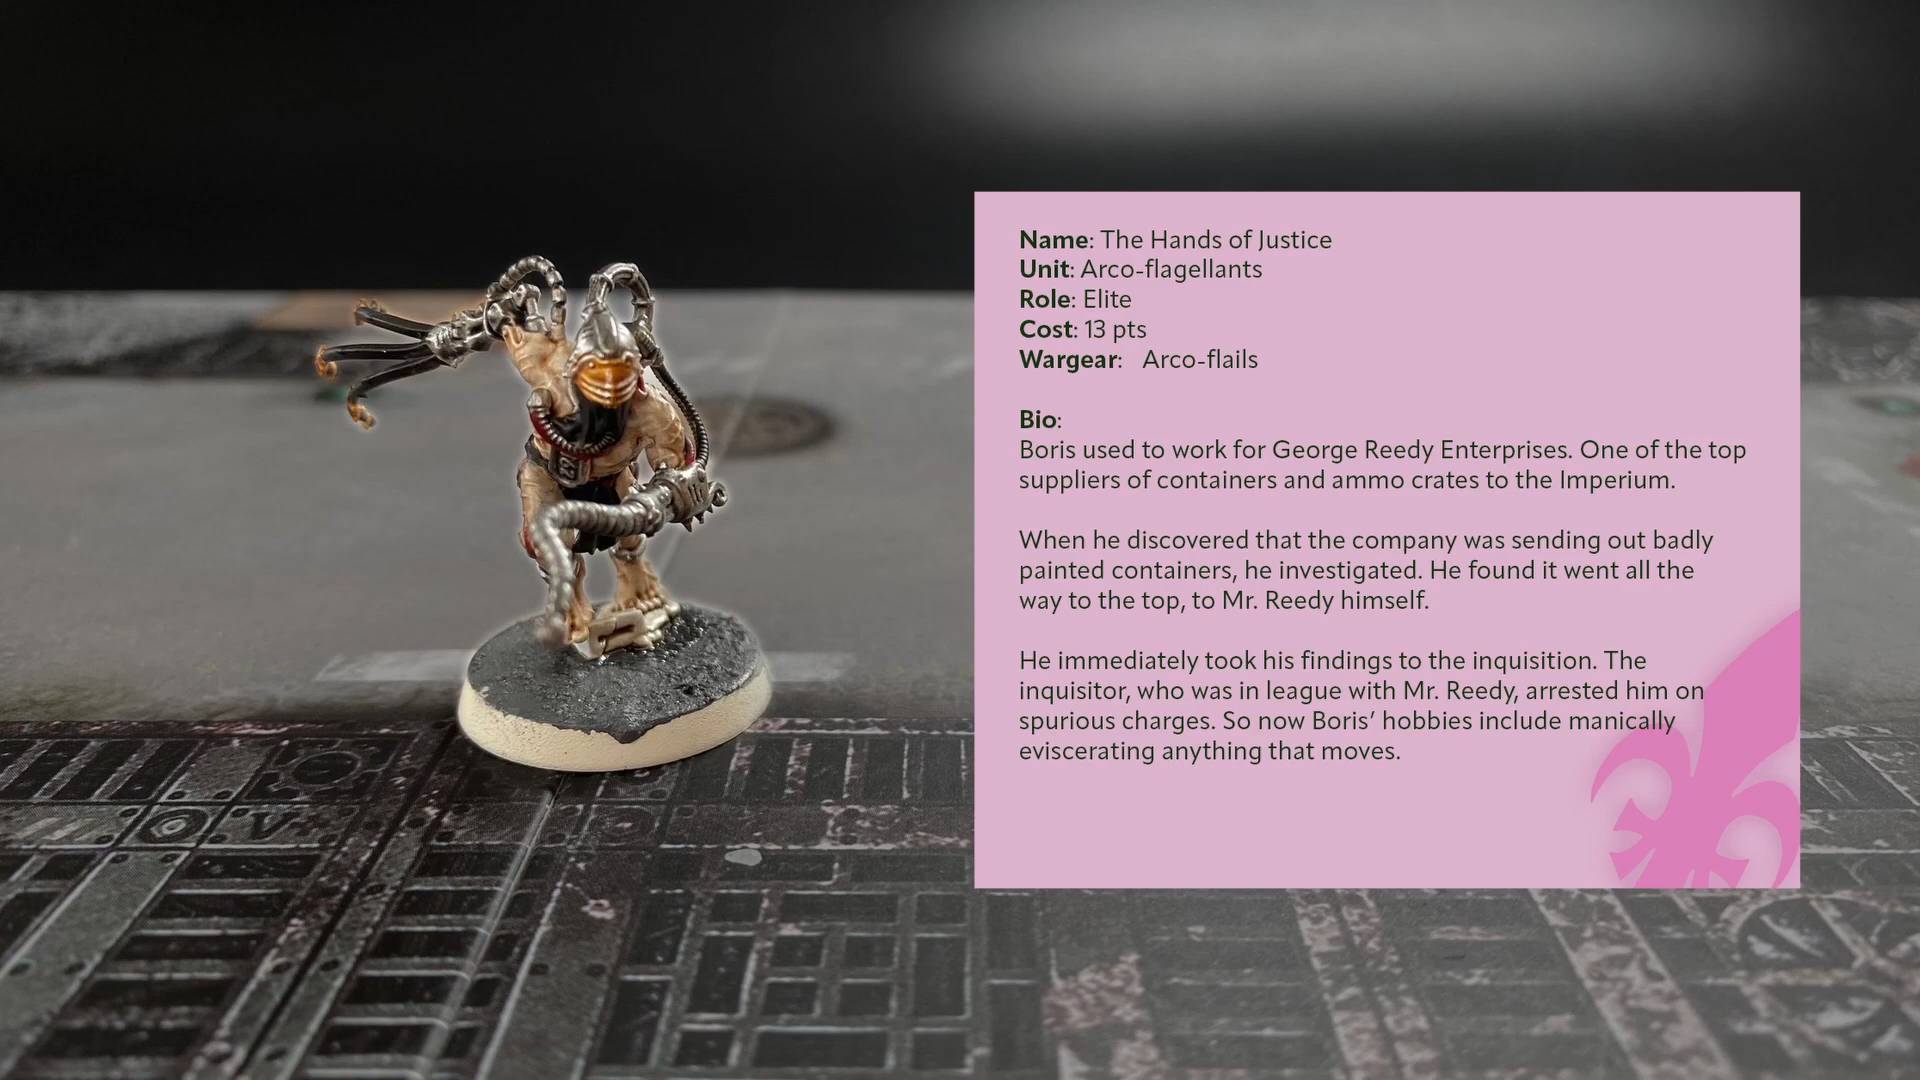 Name: The Hands of Justice
Unit: Arco-flagellants
Role: Elite
Cost: 13 pts
Wargear: Arco-flails
Bio:
Boris used to work for George Reedy Enterprises. One of the top
suppliers of containers and ammo crates to the Imperium.
When he discovered that the company was sending out badly
painted containers, he investigated. He found it went all the
way to the top, to Mr. Reedy himself.
He immediately took his findings to the inquisition. The
inquisitor, who was in league with Mr. Reedy, arrested him on
spurious charges. So now Boris’ hobbies include manically
eviscerating anything that moves.